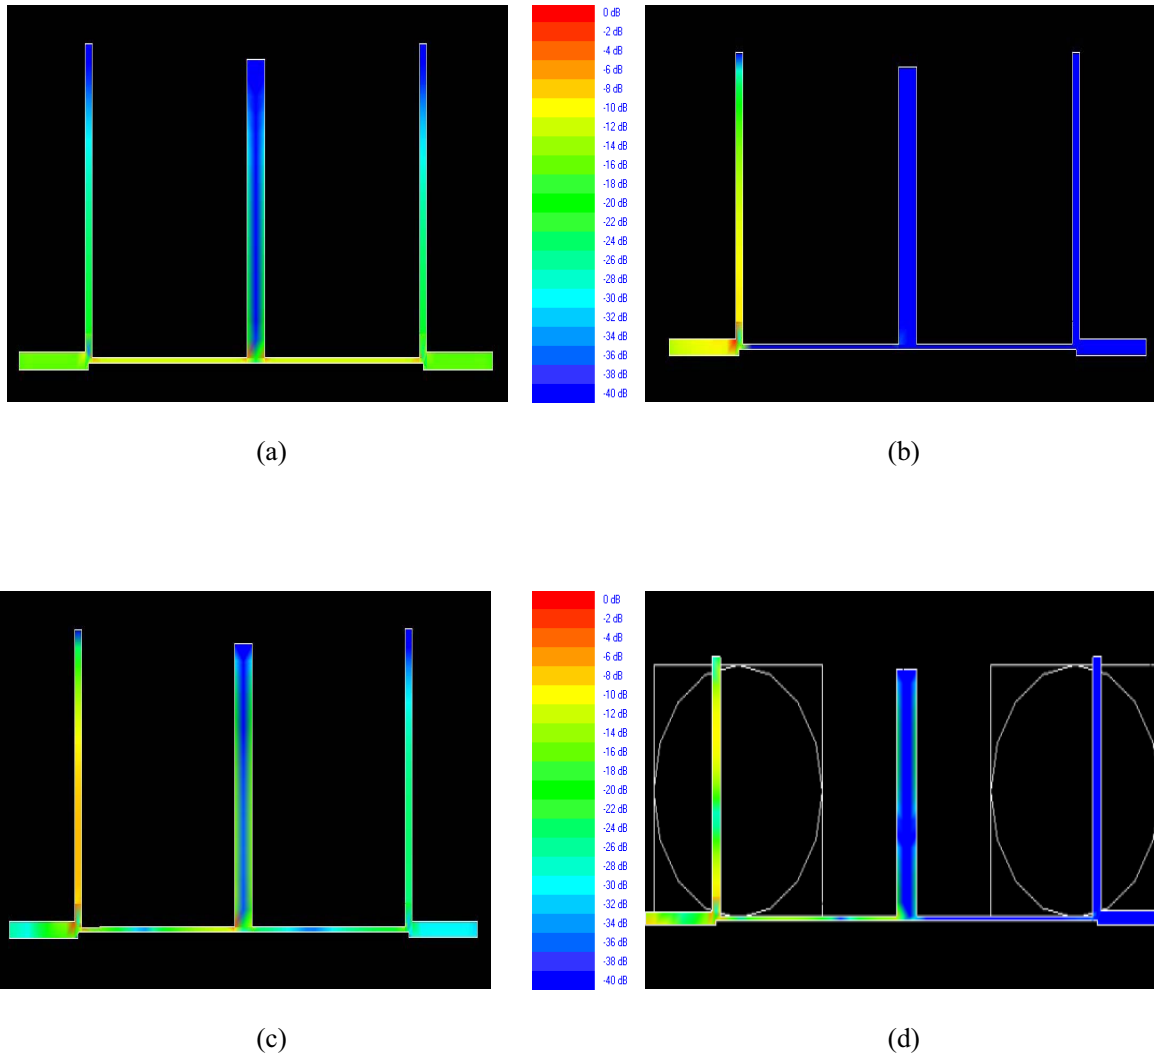 0 dB
-2 dB
-4 dB
-6 dB
-8 dB
-10 dB
-12 dB
-14 dB
-16 dB
-18 dB
-20 dB
-22 dB
-24 dB
-26 dB
-28 dB
-30 dB
-32 dB
-34 dB
-36 dB
-38 dB
-40 dB
(a)
(b)
0 dB
-2 dB
-4 dB
-6 dB
-8 dB
-10 dB
-12 dB
-14 dB
-16 dB
-18 dB
-20 dB
-22 dB
-24 dB
-26 dB
-28 dB
-30 dB
-32 dB
-34 dB
-36 dB
-38 dB
-40 dB
(c)
(d)